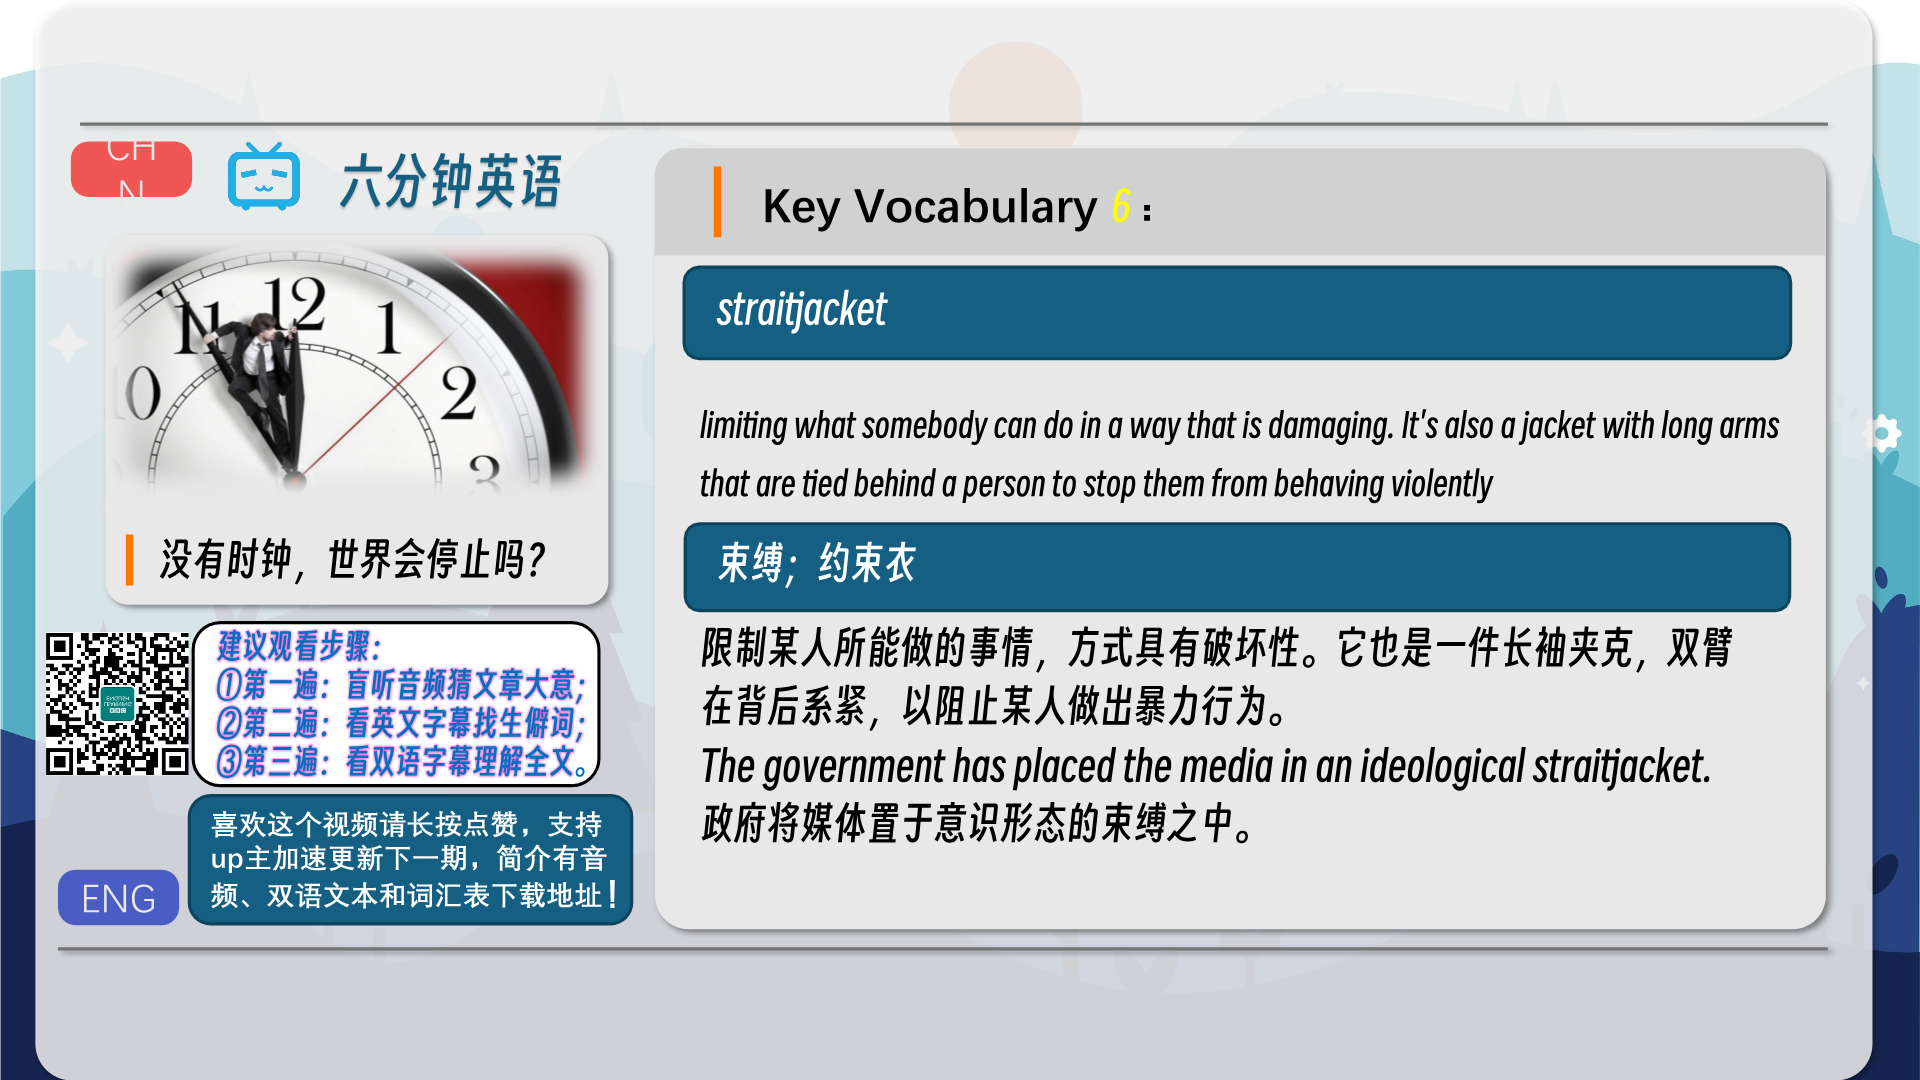 CH
N
六分钟英语
11
12
1
10
2
3
没有时钟，世界会停止吗？
建议观看步骤：
①第一遍：盲听音频猜文章大意；
②第二遍：看英文字幕找生僻词；
③第三遍：看双语字幕理解全文。
喜欢这个视频请长按点赞，支持
up主加速更新下一期，简介有音
频、双语文本和词汇表下载地址！
ENG
Key Vocabulary 6：
straitjacket
limiting what somebody can do in a way that is damaging. It's also a jacket with long arms
that are tied behind a person to stop them from behaving violently
束缚；约束衣
限制某人所能做的事情，方式具有破坏性。它也是一件长袖夹克，双臂
在背后系紧，以阻止某人做出暴力行为。
The government has placed the media in an ideological straitjacket.
政府将媒体置于意识形态的束缚之中。